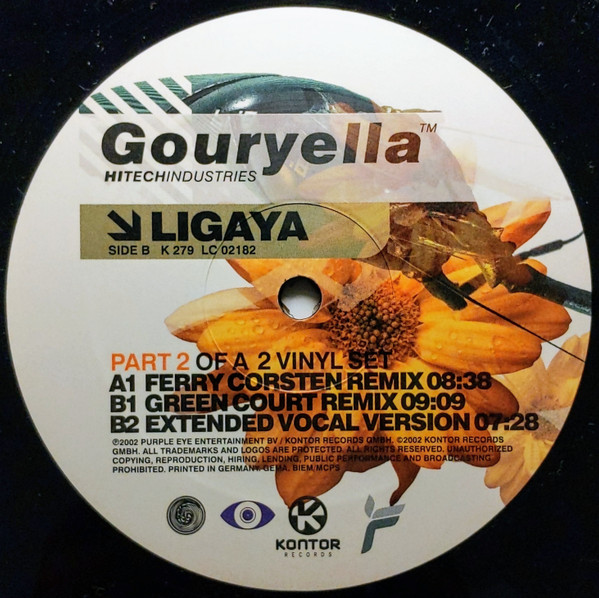 Gouryella™
HITECHINDUSTRIES
LIGAYA
SIDE B K 279 LC 02182
PART 2 OF A 2 VINYL SET
A1 FERRY CORSTEN REMIX 08:38
B1 GREEN COURT REMIX 09:09
B2 EXTENDED VOCAL VERSION 07:28
℗2002 PURPLE EYE ENTERTAINMENT BV / KONTOR RECORDS GMBH. ©2002 KONTOR RECORDS
GMBH. ALL TRADEMARKS AND LOGOS ARE PROTECTED. ALL RIGHTS RESERVED. UNAUTHORIZED
COPYING, REPRODUCTION, HIRING, LENDING, PUBLIC PERFORMANCE AND BROADCASTING
PROHIBITED. PRINTED IN GERMANY. GEMA, BIEM/MCPS
K
KONTOR
RECORDS